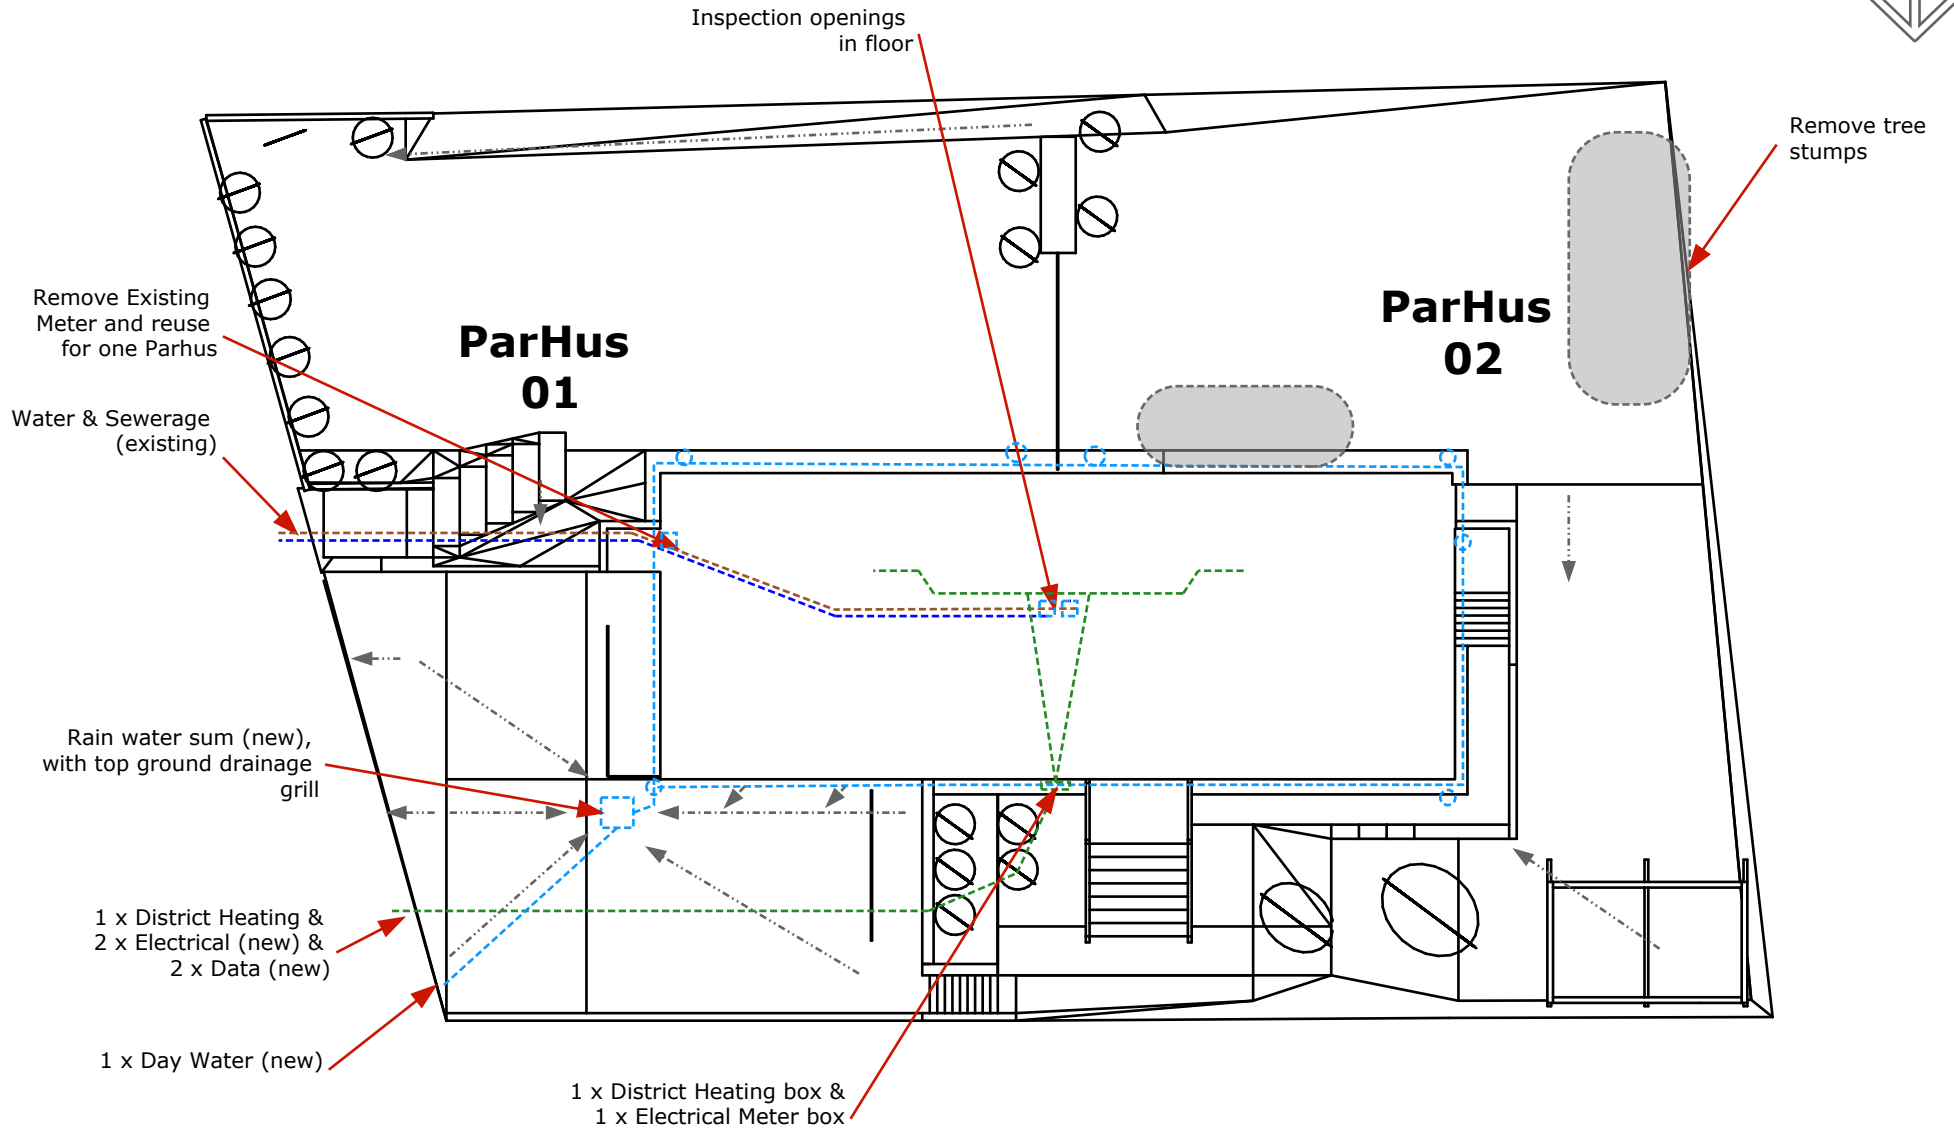 Inspection openings
in floor
Remove tree
stumps
Remove Existing
Meter and reuse
for one Parhus
ParHus
01
ParHus
02
Water & Sewerage
(existing)
Rain water sum (new),
with top ground drainage
grill
1 x District Heating &
2 x Electrical (new) &
2 x Data (new)
1 x Day Water (new)
1 x District Heating box &
1 x Electrical Meter box